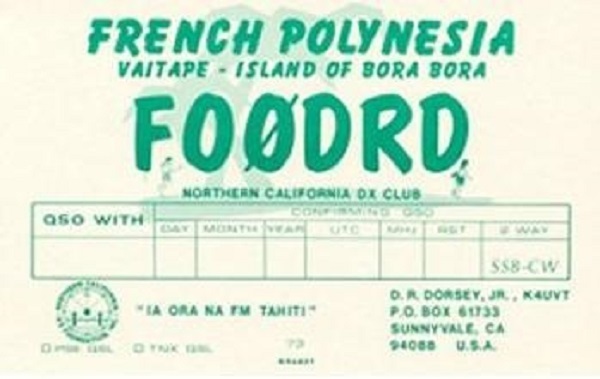 FRENCH POLYNESIA
VAITAPE - ISLAND OF BORA BORA
FOØDRD
NORTHERN CALIFORNIA DX CLUB
QSO WITH
CONFIRMING QSO
DAY MONTH YEAR UTC MHz RST 2 WAY
SSB-CW
"IA ORA NA FM TAHITI"
D. R. DORSEY, JR., K4UVT
P.O. BOX 61733
SUNNYVALE, CA
94088 U.S.A.
☐ PSE QSL ☐ TNX QSL
73